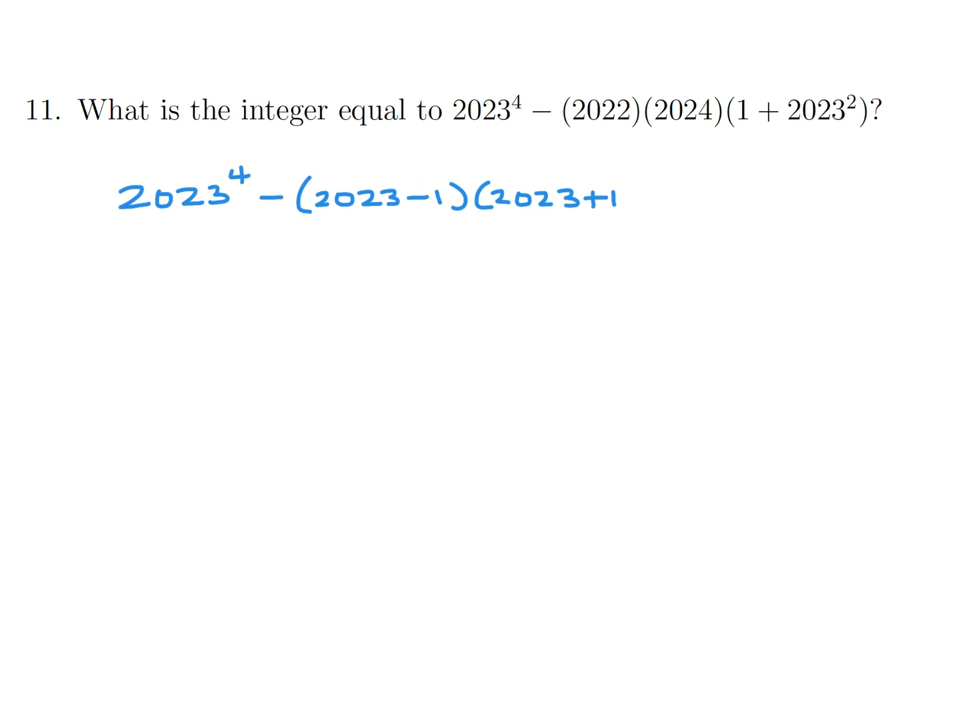 11. What is the integer equal to 2023⁴ − (2022)(2024)(1 + 2023²)?
2023⁴ − (2023−1)(2023+1